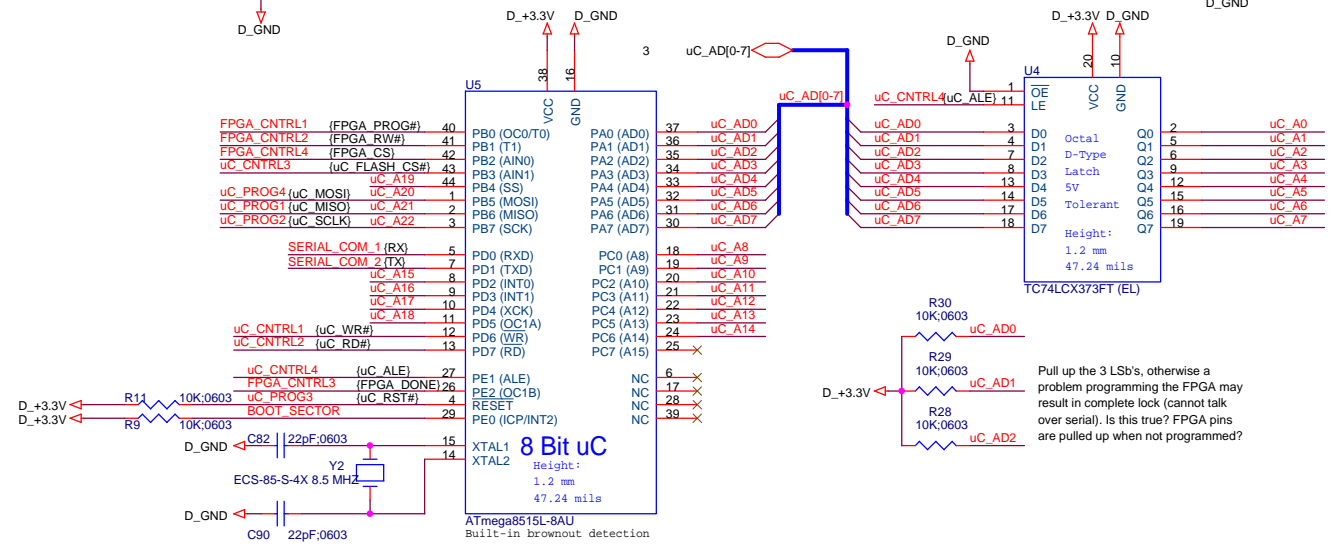 D_GND
D_+3.3V D_GND
3 uC_AD[0-7]
D_GND
D_+3.3V D_GND
D_GND
U5
38 VCC
16 GND
FPGA_CNTRL1 {FPGA_PROG#} 40 PB0 (OC0/T0)
FPGA_CNTRL2 {FPGA_RW#} 41 PB1 (T1)
FPGA_CNTRL4 {FPGA_CS} 42 PB2 (AIN0)
uC_CNTRL3 {uC_FLASH_CS#} 43 PB3 (AIN1)
uC_A19 44 PB4 (SS)
uC_PROG4 {uC_MOSI} uC_A20 1 PB5 (MOSI)
uC_PROG1 {uC_MISO} uC_A21 2 PB6 (MISO)
uC_PROG2 {uC_SCLK} uC_A22 3 PB7 (SCK)
SERIAL_COM_1 {RX} 5 PD0 (RXD)
SERIAL_COM_2 {TX} 7 PD1 (TXD)
uC_A15 8 PD2 (INT0)
uC_A16 9 PD3 (INT1)
uC_A17 10 PD4 (XCK)
uC_A18 11 PD5 (OC1A)
uC_CNTRL1 {uC_WR#} 12 PD6 (WR)
uC_CNTRL2 {uC_RD#} 13 PD7 (RD)
uC_CNTRL4 {uC_ALE} 27 PE1 (ALE)
FPGA_CNTRL3 {FPGA_DONE} 26 PE2 (OC1B)
D_+3.3V R11 10K;0603 uC_PROG3 {uC_RST#} 4 RESET
D_+3.3V R9 10K;0603 BOOT_SECTOR 29 PE0 (ICP/INT2)
D_GND C82 22pF;0603 15 XTAL1
14 XTAL2
Y2
ECS-85-S-4X 8.5 MHZ
D_GND
C90 22pF;0603
PA0 (AD0) 37 uC_AD0
PA1 (AD1) 36 uC_AD1
PA2 (AD2) 35 uC_AD2
PA3 (AD3) 34 uC_AD3
PA4 (AD4) 33 uC_AD4
PA5 (AD5) 32 uC_AD5
PA6 (AD6) 31 uC_AD6
PA7 (AD7) 30 uC_AD7
PC0 (A8) 18 uC_A8
PC1 (A9) 19 uC_A9
PC2 (A10) 20 uC_A10
PC3 (A11) 21 uC_A11
PC4 (A12) 22 uC_A12
PC5 (A13) 23 uC_A13
PC6 (A14) 24 uC_A14
PC7 (A15) 25
NC 6
NC 17
NC 28
NC 39
8 Bit uC
Height:
1.2 mm
47.24 mils
ATmega8515L-8AU
Built-in brownout detection
uC_AD[0-7]
U4
20 VCC
10 GND
1 OE
uC_CNTRL4 {uC_ALE} 11 LE
uC_AD0 3 D0
uC_AD1 4 D1
uC_AD2 7 D2
uC_AD3 8 D3
uC_AD4 13 D4
uC_AD5 14 D5
uC_AD6 17 D6
uC_AD7 18 D7
Octal
D-Type
Latch
5V
Tolerant
Height:
1.2 mm
47.24 mils
Q0 2 uC_A0
Q1 5 uC_A1
Q2 6 uC_A2
Q3 9 uC_A3
Q4 12 uC_A4
Q5 15 uC_A5
Q6 16 uC_A6
Q7 19 uC_A7
TC74LCX373FT (EL)
R30
10K;0603 uC_AD0
R29
D_+3.3V 10K;0603 uC_AD1
R28
10K;0603 uC_AD2
Pull up the 3 LSb's, otherwise a
problem programming the FPGA may
result in complete lock (cannot talk
over serial). Is this true? FPGA pins
are pulled up when not programmed?